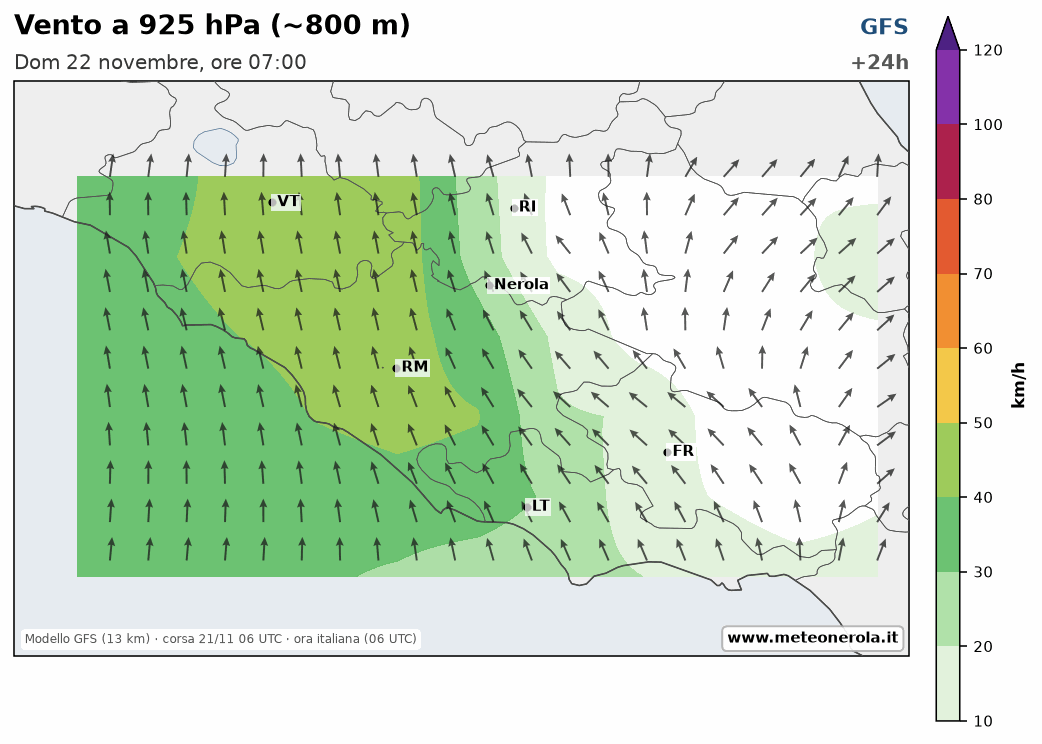 Vento a 925 hPa (~800 m)
GFS
Dom 22 novembre, ore 07:00
+24h
120
100
80
70
60
50
40
30
20
10
km/h
VT
RI
Nerola
RM
FR
LT
Modello GFS (13 km) · corsa 21/11 06 UTC · ora italiana (06 UTC)
www.meteonerola.it